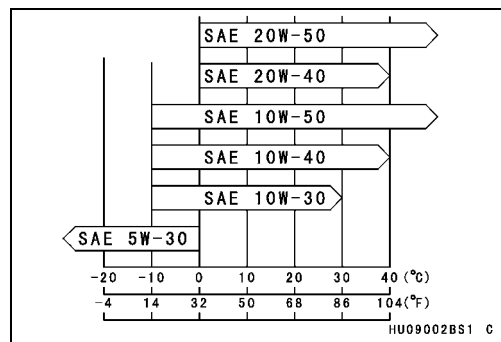 SAE 20W-50
SAE 20W-40
SAE 10W-50
SAE 10W-40
SAE 10W-30
SAE 5W-30
-20 -10 0 10 20 30 40 (°C)
-4 14 32 50 68 86 104(°F)
HU09002BS1 C